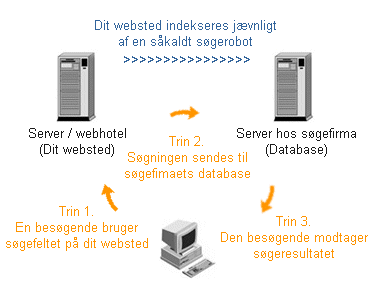 Dit websted indekseres jævnligt
af en såkaldt søgerobot
>>>>>>>>>>>>>>>>
Server / webhotel
(Dit websted)
Server hos søgefirma
(Database)
Trin 2.
Søgningen sendes til
søgefimaets database
Trin 1.
En besøgende bruger
søgefeltet på dit websted
Trin 3.
Den besøgende modtager
søgeresultatet